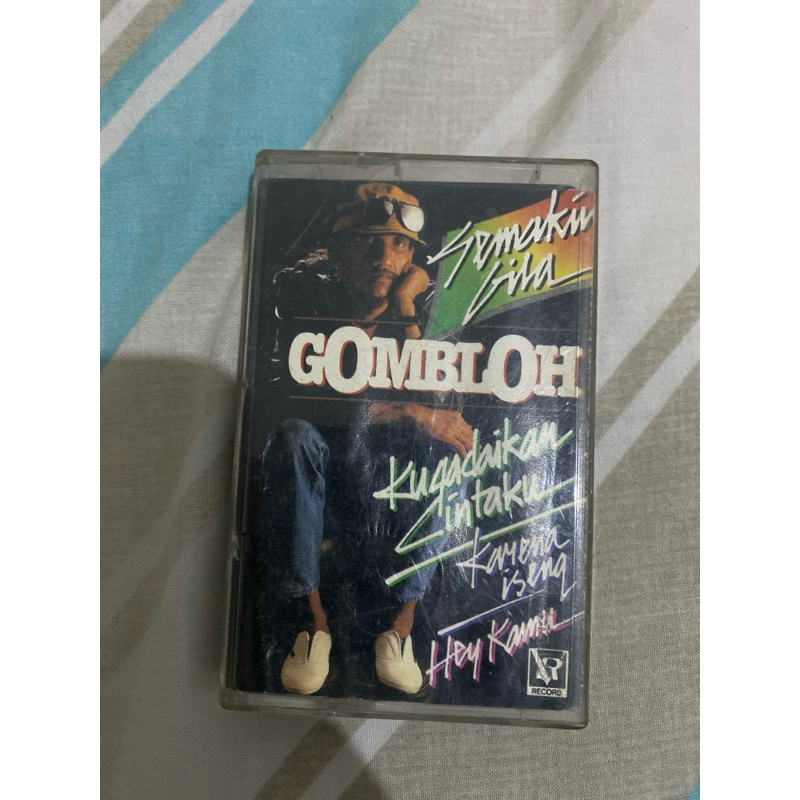 Semakin
Gila
GOMBLOH
Kugadaikan
Cintaku
Karena
iseng
Hey Kamu
RECORD